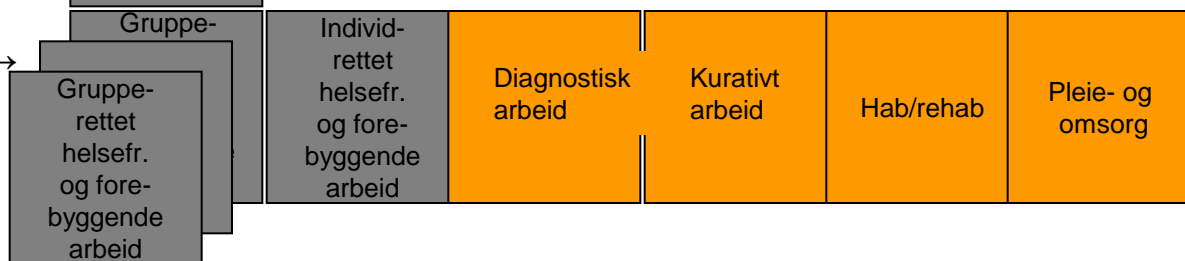 Gruppe-
→
Gruppe-
rettet
helsefr.
og fore-
byggende
arbeid
Individ-
rettet
helsefr.
og fore-
byggende
arbeid
Diagnostisk
arbeid
Kurativt
arbeid
Hab/rehab
Pleie- og
omsorg